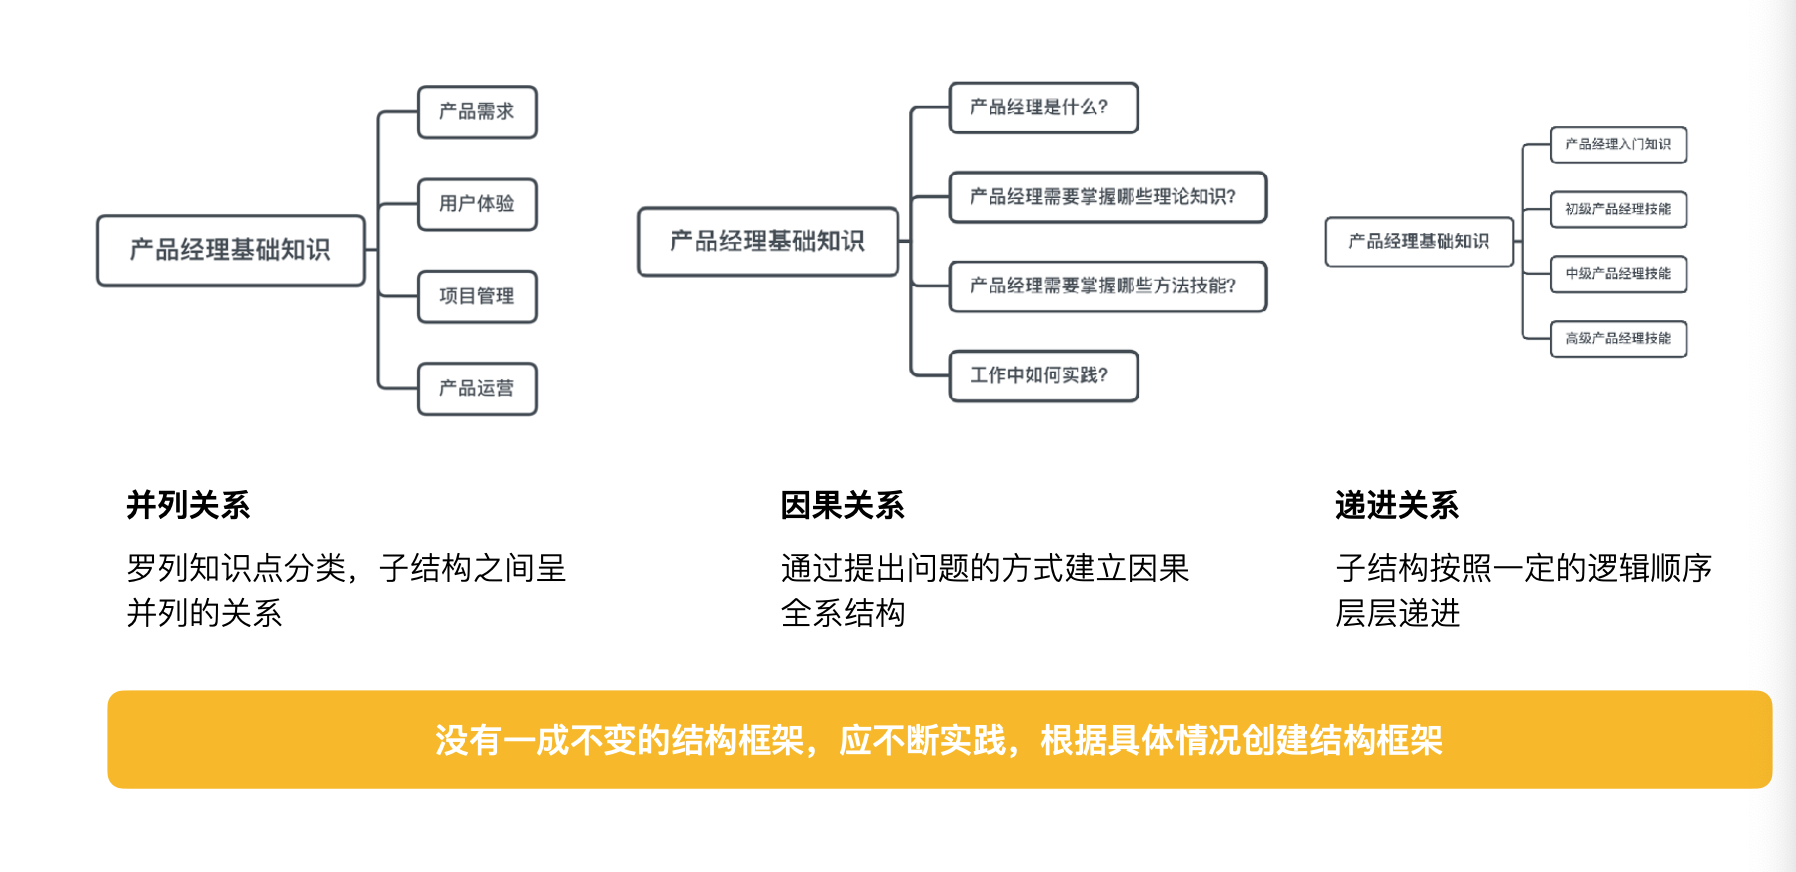 产品经理基础知识
产品需求
用户体验
项目管理
产品运营
产品经理基础知识
产品经理是什么?
产品经理需要掌握哪些理论知识?
产品经理需要掌握哪些方法技能?
工作中如何实践?
产品经理基础知识
产品经理入门知识
初级产品经理技能
中级产品经理技能
高级产品经理技能
并列关系
罗列知识点分类，子结构之间呈
并列的关系
因果关系
通过提出问题的方式建立因果
全系结构
递进关系
子结构按照一定的逻辑顺序
层层递进
没有一成不变的结构框架，应不断实践，根据具体情况创建结构框架